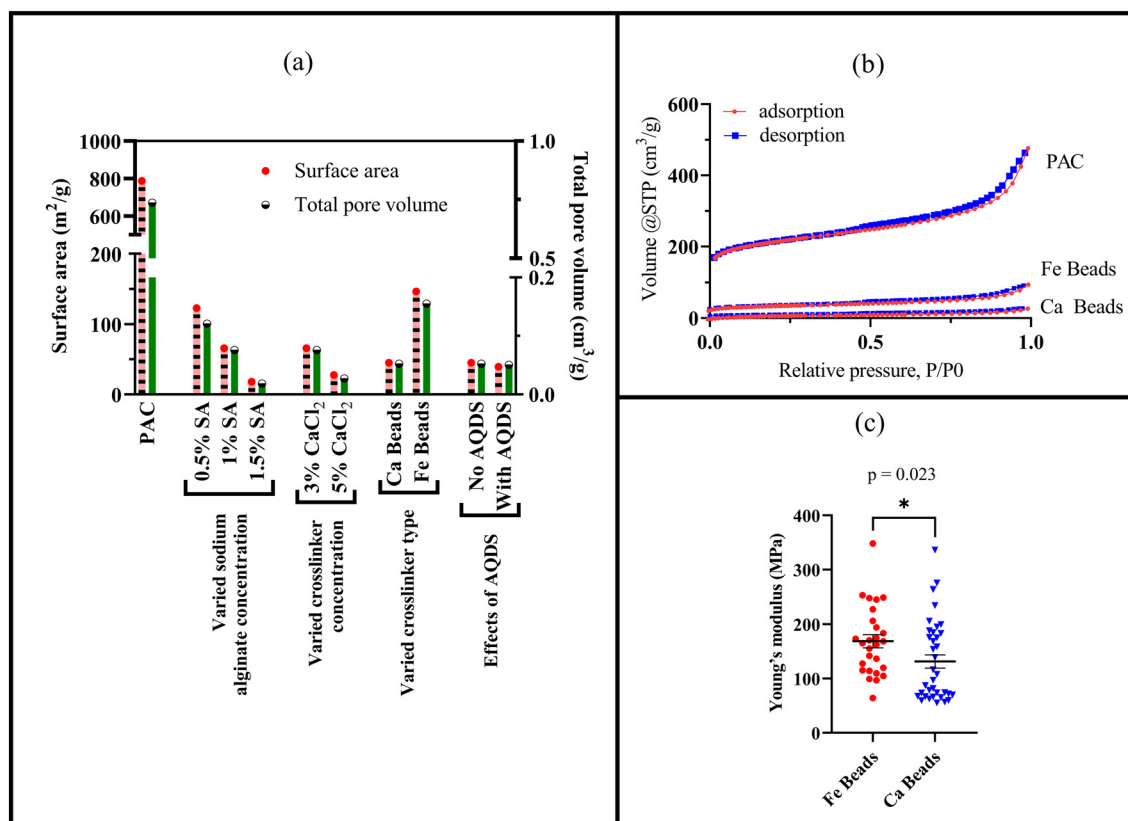 (a)
1000
800
600
200
100
0
Surface area (m²/g)
Surface area
Total pore volume
1.0
0.5
0.2
0.0
Total pore volume (cm³/g)
PAC
0.5% SA
1% SA
1.5% SA
3% CaCl₂
5% CaCl₂
Ca Beads
Fe Beads
No AQDS
With AQDS
Varied sodium
alginate concentration
Varied crosslinker
concentration
Varied crosslinker type
Effects of AQDS
(b)
600
400
200
0
Volume @STP (cm³/g)
adsorption
desorption
PAC
Fe Beads
Ca Beads
0.0
0.5
1.0
Relative pressure, P/P0
(c)
p = 0.023
*
400
300
200
100
0
Young's modulus (MPa)
Fe Beads
Ca Beads